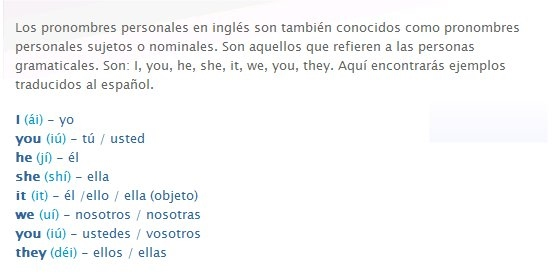 Los pronombres personales en inglés son también conocidos como pronombres
personales sujetos o nominales. Son aquellos que refieren a las personas
gramaticales. Son: I, you, he, she, it, we, you, they. Aquí encontrarás ejemplos
traducidos al español.
I (ái) – yo
you (iú) – tú / usted
he (jí) – él
she (shí) – ella
it (it) – él /ello / ella (objeto)
we (uí) – nosotros / nosotras
you (iú) – ustedes / vosotros
they (déi) – ellos / ellas